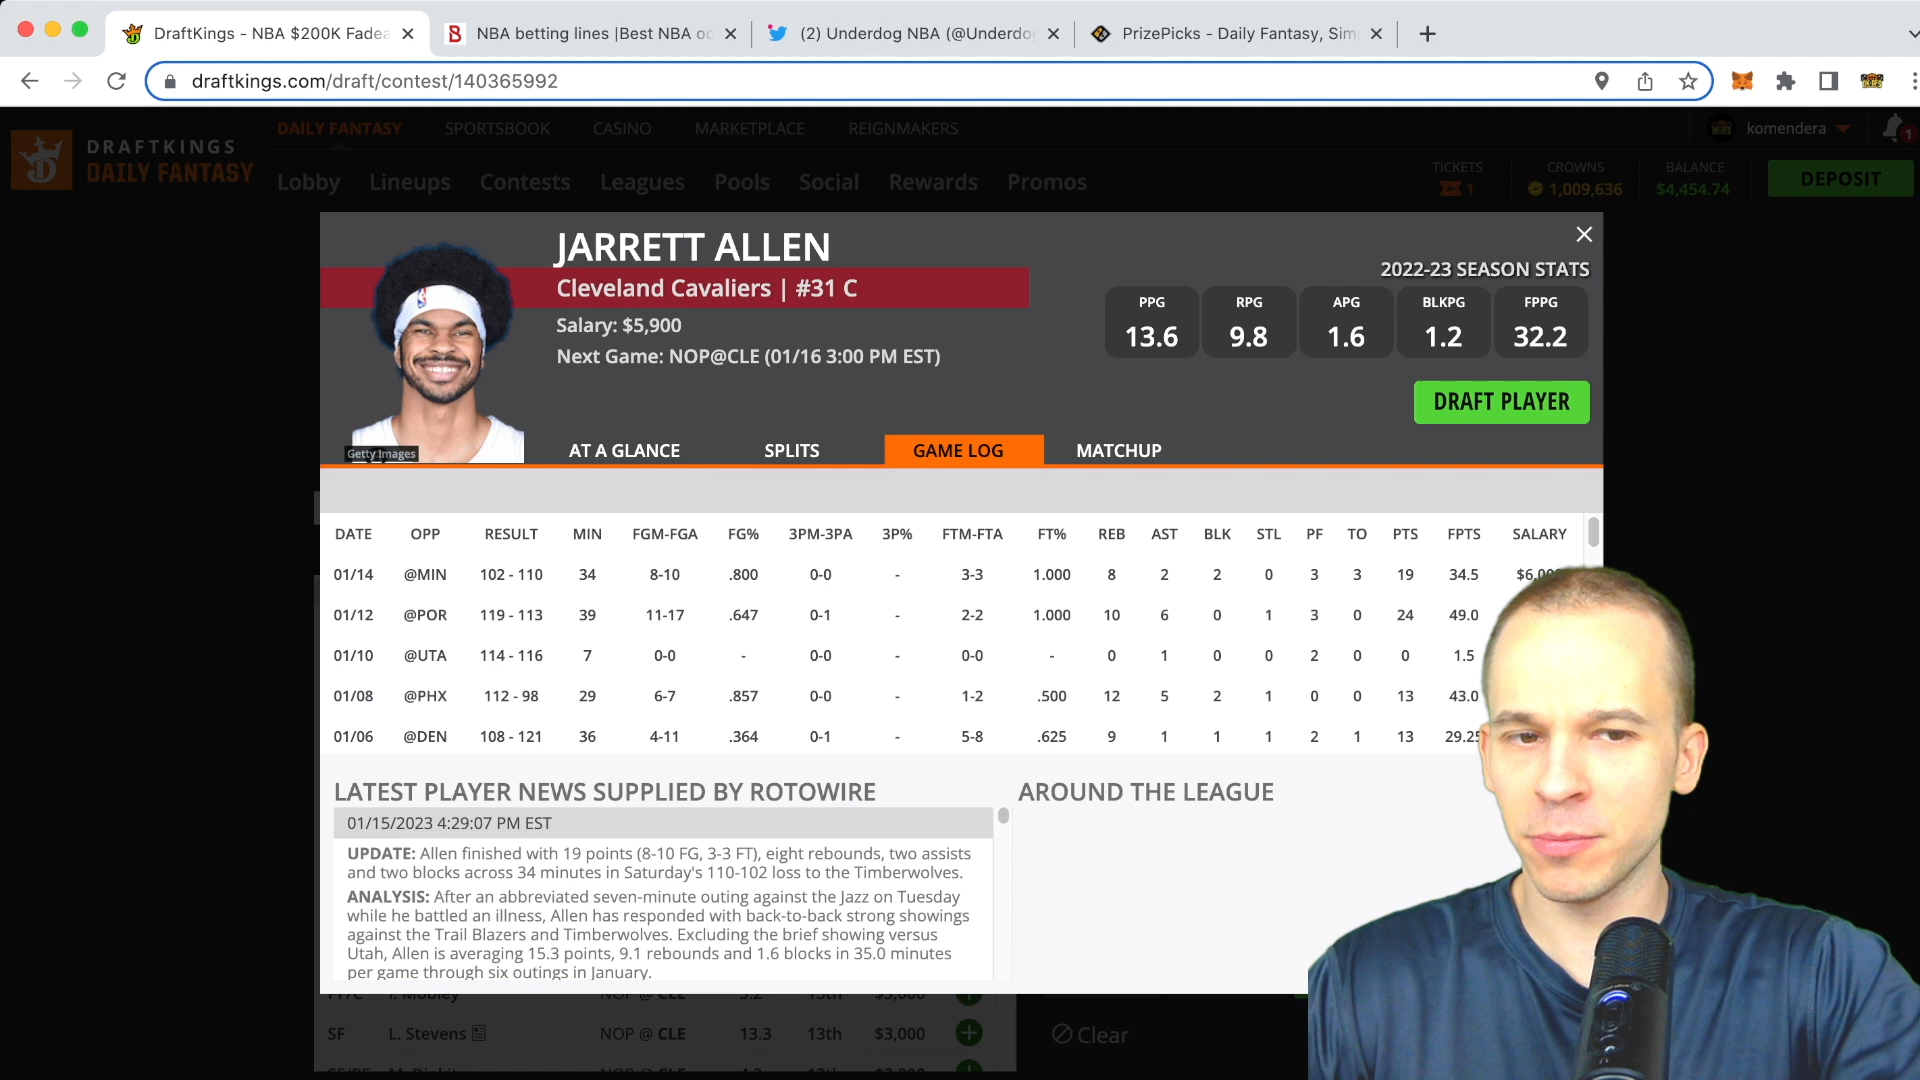 DraftKings - NBA $200K Fadea
NBA betting lines |Best NBA oc
(2) Underdog NBA (@Underdo
PrizePicks - Daily Fantasy, Sim
draftkings.com/draft/contest/140365992
DRAFTKINGS
DAILY FANTASY
DAILY FANTASY SPORTSBOOK CASINO MARKETPLACE REIGNMAKERS
komendera
1
Lobby Lineups Contests Leagues Pools Social Rewards Promos
TICKETS
1
CROWNS
1,009,636
BALANCE
$4,454.74
DEPOSIT
JARRETT ALLEN
Cleveland Cavaliers | #31 C
Salary: $5,900
Next Game: NOP@CLE (01/16 3:00 PM EST)
Getty Images
2022-23 SEASON STATS
PPG RPG APG BLKPG FPPG
13.6 9.8 1.6 1.2 32.2
DRAFT PLAYER
AT A GLANCE SPLITS GAME LOG MATCHUP
DATE OPP RESULT MIN FGM-FGA FG% 3PM-3PA 3P% FTM-FTA FT% REB AST BLK STL PF TO PTS FPTS SALARY
01/14 @MIN 102 - 110 34 8-10 .800 0-0 - 3-3 1.000 8 2 2 0 3 3 19 34.5 $6,000
01/12 @POR 119 - 113 39 11-17 .647 0-1 - 2-2 1.000 10 6 0 1 3 0 24 49.0
01/10 @UTA 114 - 116 7 0-0 - 0-0 - 0-0 - 0 1 0 0 2 0 0 1.5
01/08 @PHX 112 - 98 29 6-7 .857 0-0 - 1-2 .500 12 5 2 1 0 0 13 43.0
01/06 @DEN 108 - 121 36 4-11 .364 0-1 - 5-8 .625 9 1 1 1 2 1 13 29.25
LATEST PLAYER NEWS SUPPLIED BY ROTOWIRE
AROUND THE LEAGUE
01/15/2023 4:29:07 PM EST
UPDATE: Allen finished with 19 points (8-10 FG, 3-3 FT), eight rebounds, two assists
and two blocks across 34 minutes in Saturday's 110-102 loss to the Timberwolves.
ANALYSIS: After an abbreviated seven-minute outing against the Jazz on Tuesday
while he battled an illness, Allen has responded with back-to-back strong showings
against the Trail Blazers and Timberwolves. Excluding the brief showing versus
Utah, Allen is averaging 15.3 points, 9.1 rebounds and 1.6 blocks in 35.0 minutes
per game through six outings in January.
Mobley NOP @ CLE 13th $3,000
SF L. Stevens NOP @ CLE 13.3 13th $3,000
Clear